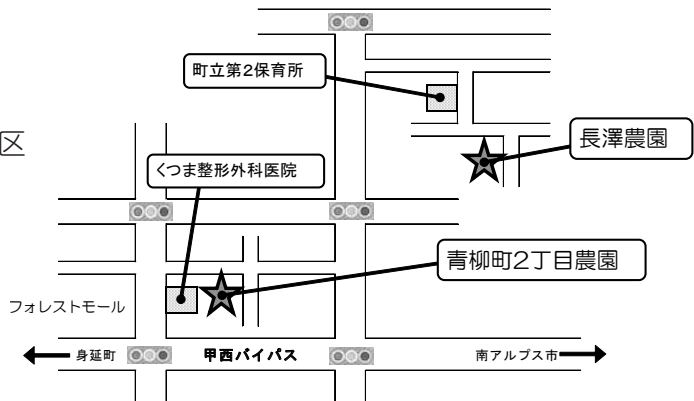 町立第2保育所
区
長澤農園
くつま整形外科医院
青柳町2丁目農園
フォレストモール
身延町
甲西バイパス
南アルプス市